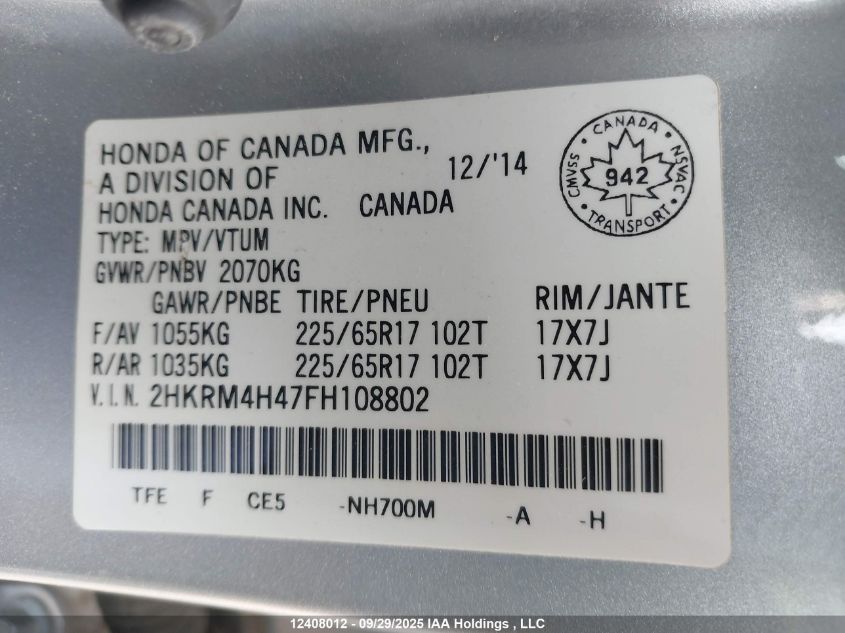 HONDA OF CANADA MFG.,
A DIVISION OF 12/'14
HONDA CANADA INC. CANADA
TYPE: MPV/VTUM
GVWR/PNBV 2070KG
GAWR/PNBE TIRE/PNEU RIM/JANTE
F/AV 1055KG 225/65R17 102T 17X7J
R/AR 1035KG 225/65R17 102T 17X7J
V.I.N. 2HKRM4H47FH108802
TFE F CE5 -NH700M -A -H
CANADA
CMVSS 942 NSVAC
TRANSPORT
12408012 - 09/29/2025 IAA Holdings , LLC